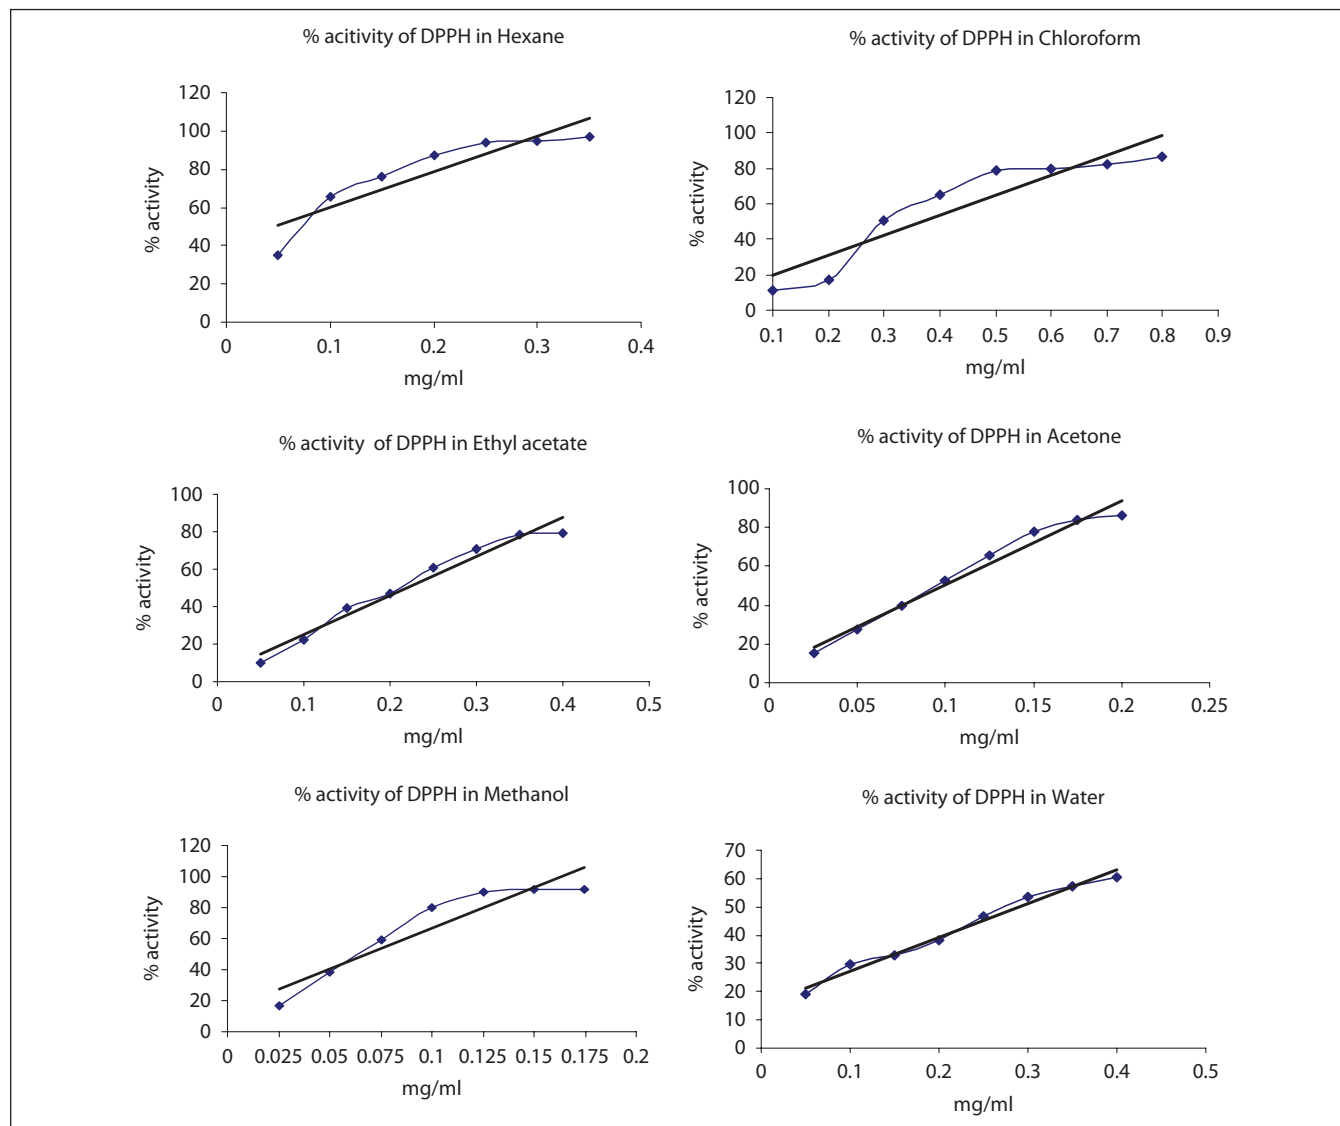 % acitivity of DPPH in Hexane
120
100
80
60
40
20
0
% activity
0 0.1 0.2 0.3 0.4
mg/ml
% activity of DPPH in Chloroform
120
100
80
60
40
20
0
% activity
0.1 0.2 0.3 0.4 0.5 0.6 0.7 0.8 0.9
mg/ml
% activity of DPPH in Ethyl acetate
100
80
60
40
20
0
% activity
0 0.1 0.2 0.3 0.4 0.5
mg/ml
% activity of DPPH in Acetone
100
80
60
40
20
0
% activity
0 0.05 0.1 0.15 0.2 0.25
mg/ml
% activity of DPPH in Methanol
120
100
80
60
40
20
0
% activity
0 0.025 0.05 0.075 0.1 0.125 0.15 0.175 0.2
mg/ml
% activity of DPPH in Water
70
60
50
40
30
20
10
0
% activity
0 0.1 0.2 0.3 0.4 0.5
mg/ml